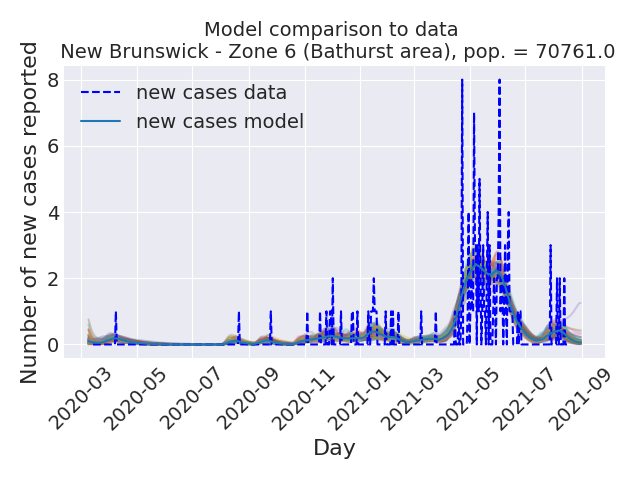 Model comparison to data
New Brunswick - Zone 6 (Bathurst area), pop. = 70761.0
Number of new cases reported
8
6
4
2
0
new cases data
new cases model
2020-03
2020-05
2020-07
2020-09
2020-11
2021-01
2021-03
2021-05
2021-07
2021-09
Day